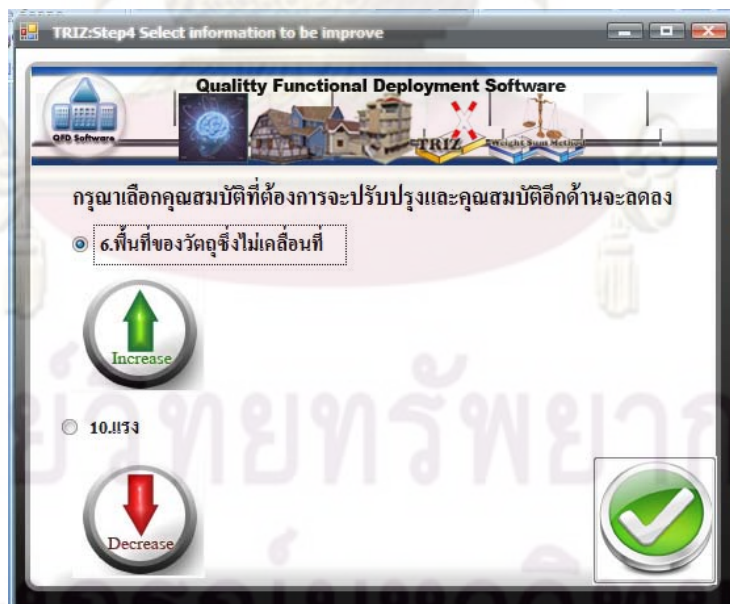 TRIZ:Step4 Select information to be improve
Qualitty Functional Deployment Software
QFD Software
TRIZ
Weight Sum Method
กรุณาเลือกคุณสมบัติที่ต้องการจะปรับปรุงและคุณสมบัติอีกด้านจะลดลง
6.พื้นที่ของวัตถุซึ่งไม่เคลื่อนที่
Increase
10.แรง
Decrease